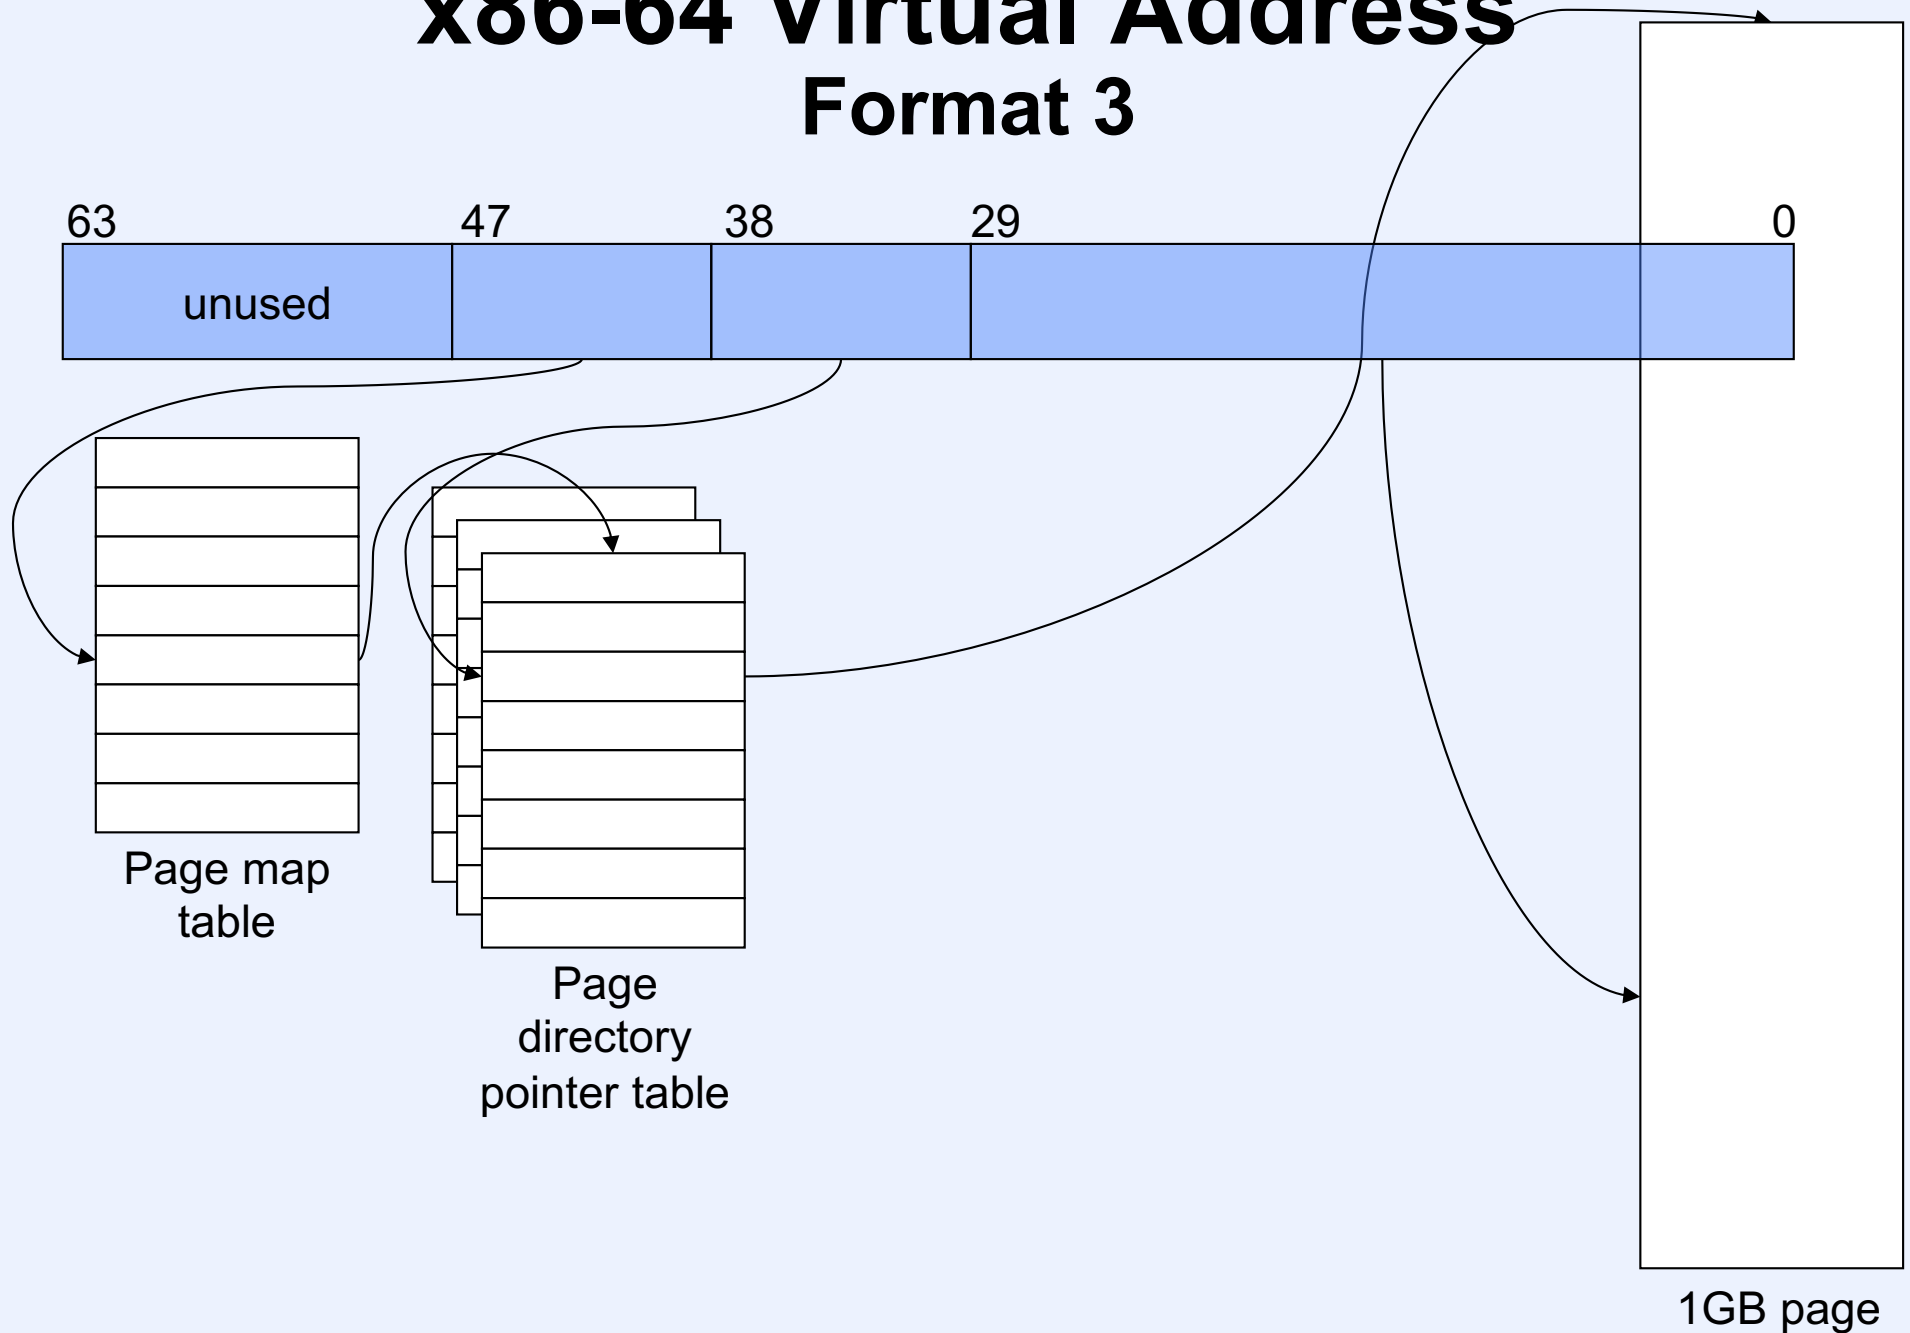 x86-64 Virtual Address
Format 3
63 47 38 29 0
unused
Page map
table
Page
directory
pointer table
1GB page